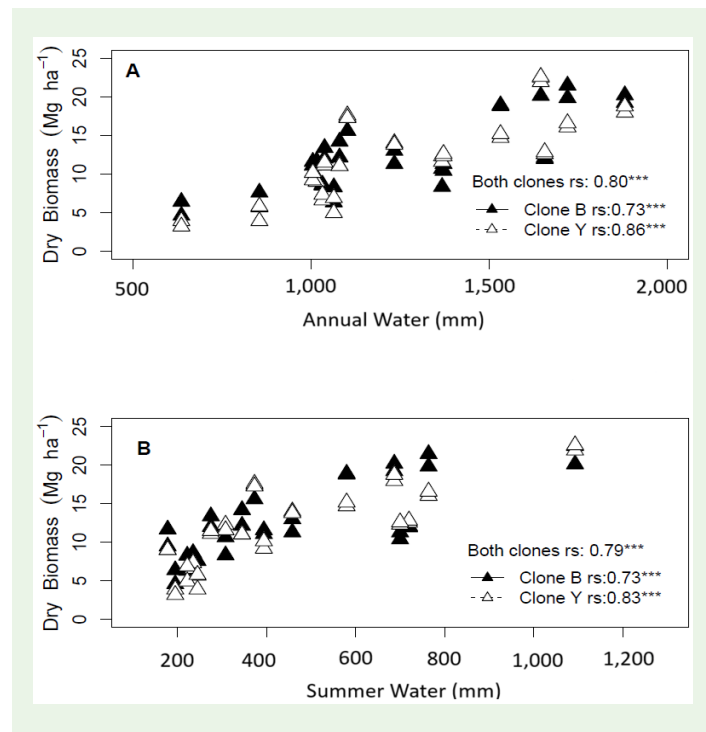 A
Dry Biomass (Mg ha⁻¹)
25
20
15
10
5
0
Both clones rs: 0.80***
Clone B rs:0.73***
Clone Y rs:0.86***
500
1,000
1,500
2,000
Annual Water (mm)
B
Dry Biomass (Mg ha⁻¹)
25
20
15
10
5
0
Both clones rs: 0.79***
Clone B rs:0.73***
Clone Y rs:0.83***
200
400
600
800
1,000
1,200
Summer Water (mm)